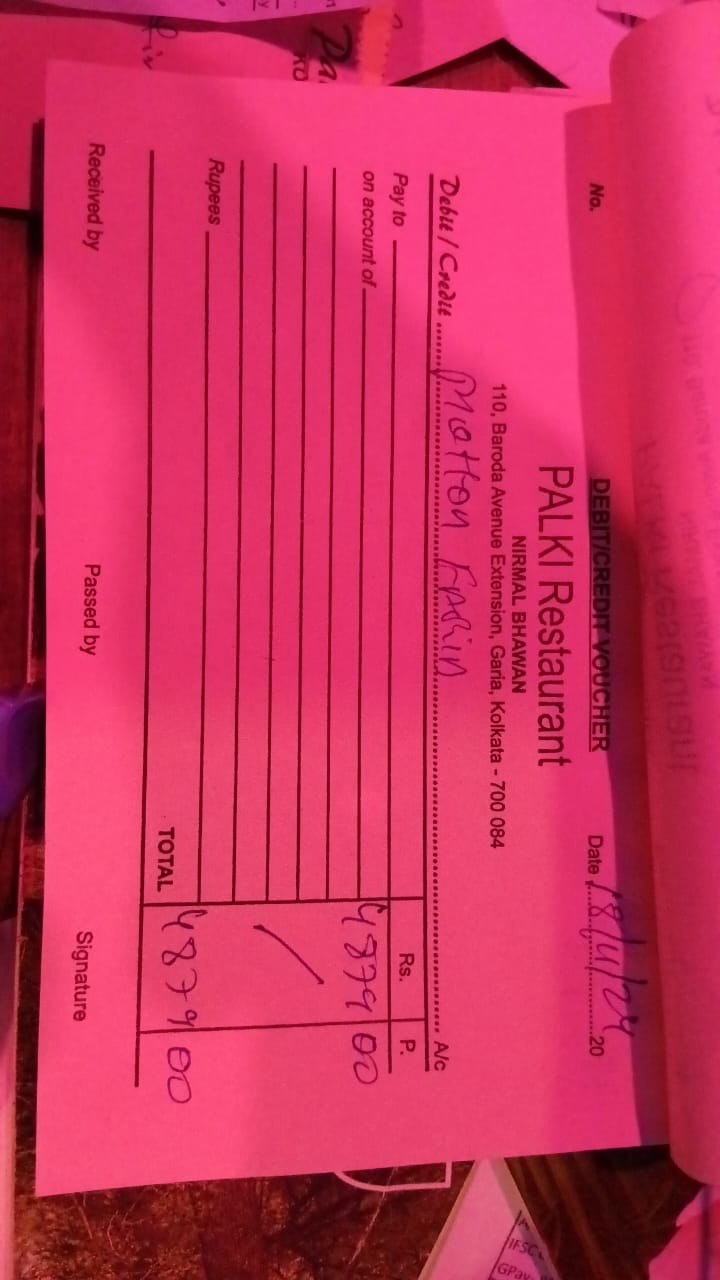 No.
DEBIT/CREDIT VOUCHER
Date 18/11/24 20
PALKI Restaurant
NIRMAL BHAWAN
110, Baroda Avenue Extension, Garia, Kolkata - 700 084
Debit / Credit Motton A/c
Pay to
Rs. P.
on account of 4879 00
Rupees
TOTAL 4879 00
Received by Passed by Signature
IFSC
GPay